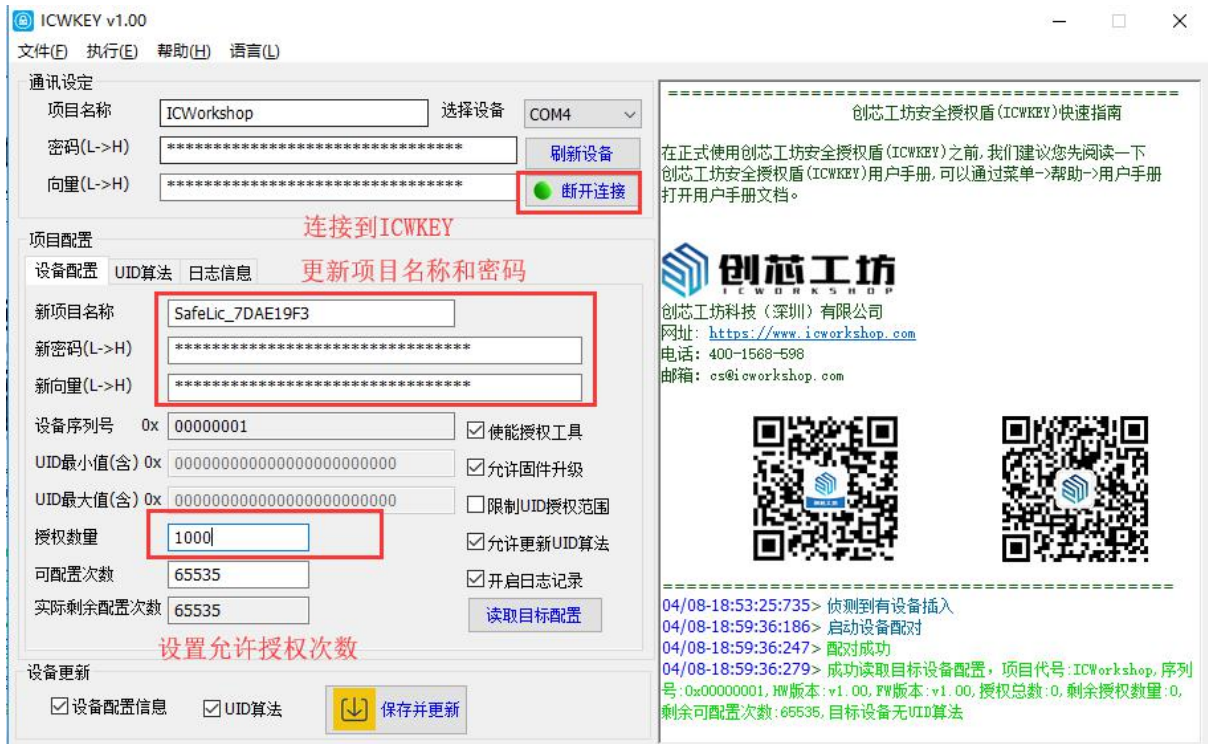 ICWKEY v1.00
文件(F) 执行(E) 帮助(H) 语言(L)
通讯设定
项目名称 ICWorkshop 选择设备 COM4
密码(L->H) ******************************** 刷新设备
向量(L->H) ******************************** 断开连接
连接到ICWKEY
项目配置
设备配置 UID算法 日志信息
更新项目名称和密码
新项目名称 SafeLic_7DAE19F3
新密码(L->H) ********************************
新向量(L->H) ********************************
设备序列号 0x 00000001 使能授权工具
UID最小值(含) 0x 000000000000000000000000 允许固件升级
UID最大值(含) 0x 000000000000000000000000 限制UID授权范围
授权数量 1000 允许更新UID算法
可配置次数 65535 开启日志记录
实际剩余配置次数 65535 读取目标配置
设置允许授权次数
设备更新
设备配置信息 UID算法 保存并更新
================================================
创芯工坊安全授权盾(ICWKEY)快速指南
在正式使用创芯工坊安全授权盾(ICWKEY)之前,我们建议您先阅读一下
创芯工坊安全授权盾(ICWKEY)用户手册,可以通过菜单->帮助->用户手册
打开用户手册文档。
创芯工坊
ICWORKSHOP
创芯工坊科技（深圳）有限公司
网址: https://www.icworkshop.com
电话: 400-1568-598
邮箱: cs@icworkshop.com
创芯工坊
================================================
04/08-18:53:25:735> 侦测到有设备插入
04/08-18:59:36:186> 启动设备配对
04/08-18:59:36:247> 配对成功
04/08-18:59:36:279> 成功读取目标设备配置，项目代号:ICWorkshop,序列
号:0x00000001,HW版本:v1.00,FW版本:v1.00,授权总数:0,剩余授权数量:0,
剩余可配置次数:65535,目标设备无UID算法